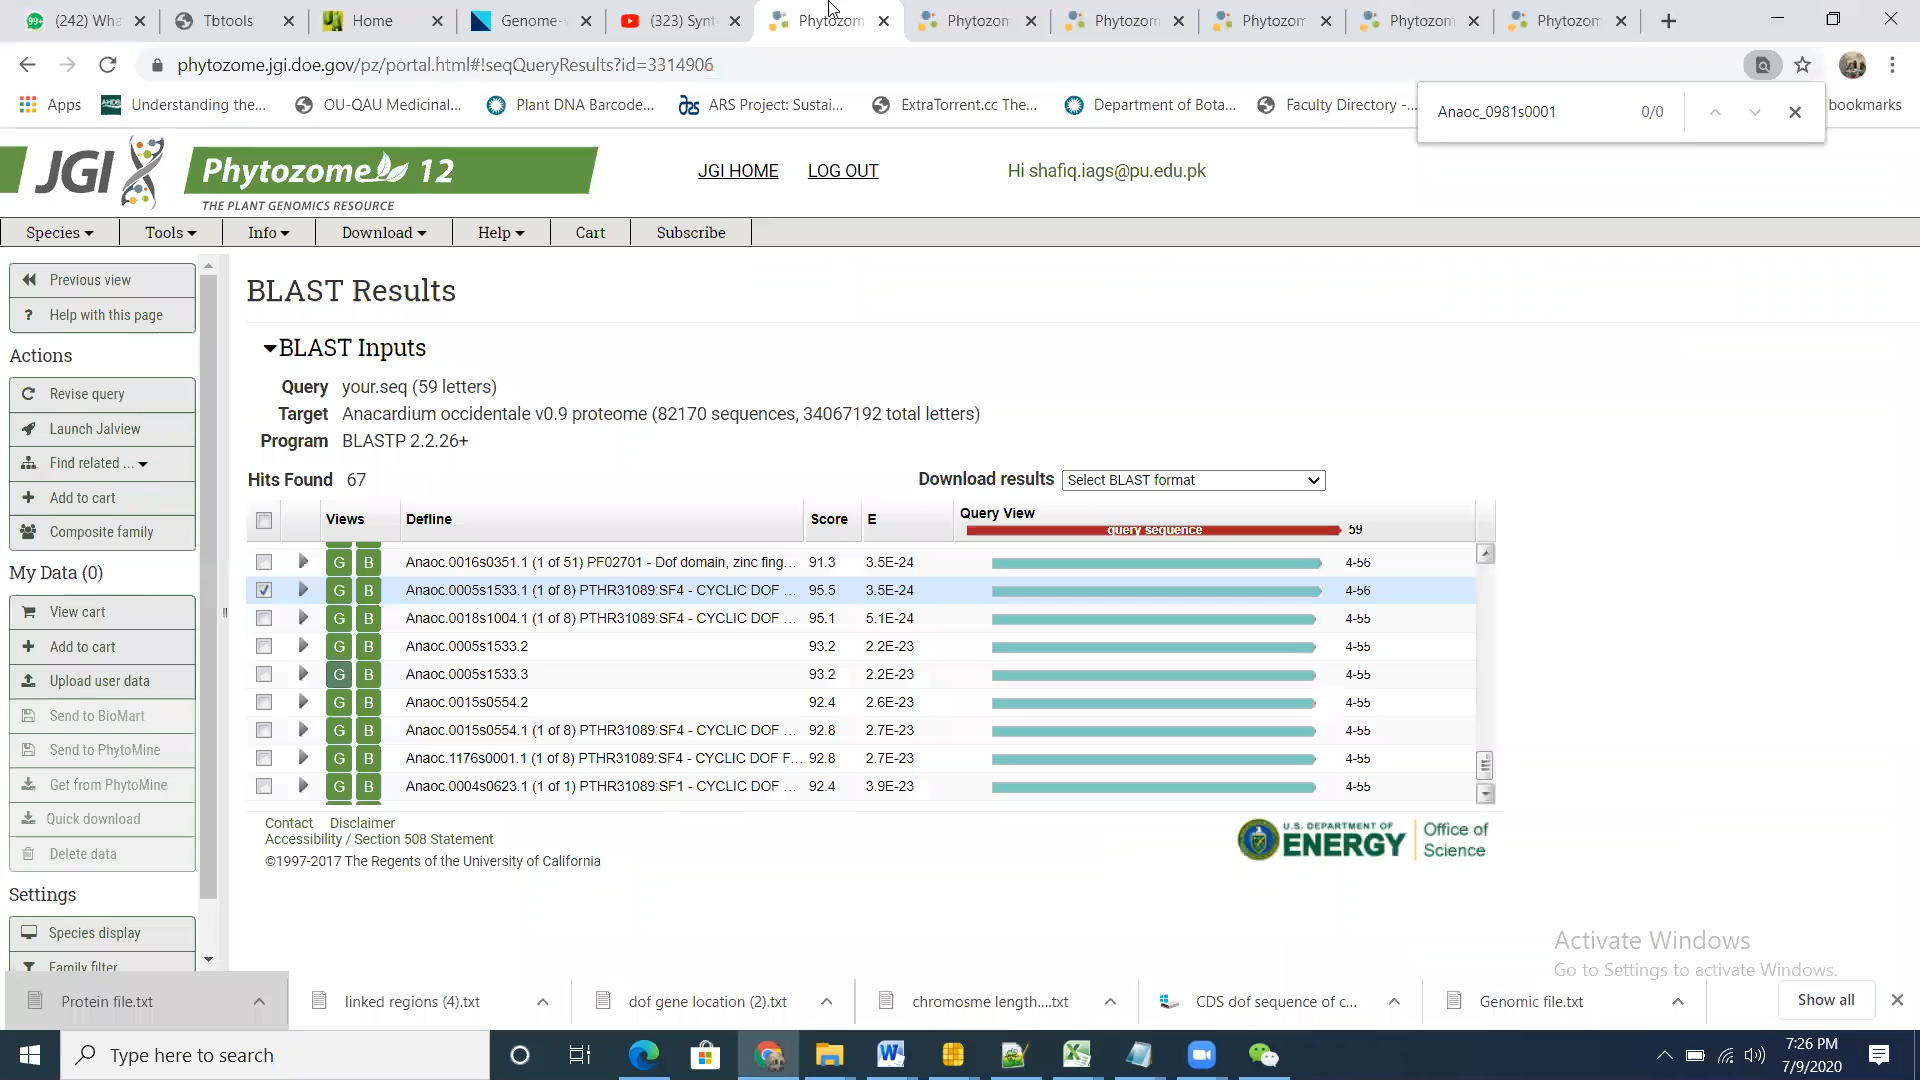 (242) Wha
Tbtools
Home
Genome-
(323) Synt
Phytozom
Phytozom
Phytozom
Phytozom
Phytozom
Phytozom
phytozome.jgi.doe.gov/pz/portal.html#!seqQueryResults?id=3314906
Apps
Understanding the...
OU-QAU Medicinal...
Plant DNA Barcode...
ARS Project: Sustai...
ExtraTorrent.cc The...
Department of Bota...
Faculty Directory -...
bookmarks
Anaoc_0981s0001 0/0
JGI
Phytozome 12
THE PLANT GENOMICS RESOURCE
JGI HOME LOG OUT Hi shafiq.iags@pu.edu.pk
Species Tools Info Download Help Cart Subscribe
Previous view
? Help with this page
Actions
Revise query
Launch Jalview
Find related ...
Add to cart
Composite family
My Data (0)
View cart
Add to cart
Upload user data
Send to BioMart
Send to PhytoMine
Get from PhytoMine
Quick download
Delete data
Settings
Species display
Family filter
BLAST Results
BLAST Inputs
Query your.seq (59 letters)
Target Anacardium occidentale v0.9 proteome (82170 sequences, 34067192 total letters)
Program BLASTP 2.2.26+
Hits Found 67
Download results Select BLAST format
Views Defline Score E Query View
query sequence 59
G B Anaoc.0016s0351.1 (1 of 51) PF02701 - Dof domain, zinc fing... 91.3 3.5E-24 4-56
G B Anaoc.0005s1533.1 (1 of 8) PTHR31089:SF4 - CYCLIC DOF ... 95.5 3.5E-24 4-56
G B Anaoc.0018s1004.1 (1 of 8) PTHR31089:SF4 - CYCLIC DOF ... 95.1 5.1E-24 4-55
G B Anaoc.0005s1533.2 93.2 2.2E-23 4-55
G B Anaoc.0005s1533.3 93.2 2.2E-23 4-55
G B Anaoc.0015s0554.2 92.4 2.6E-23 4-55
G B Anaoc.0015s0554.1 (1 of 8) PTHR31089:SF4 - CYCLIC DOF ... 92.8 2.7E-23 4-55
G B Anaoc.1176s0001.1 (1 of 8) PTHR31089:SF4 - CYCLIC DOF F... 92.8 2.7E-23 4-55
G B Anaoc.0004s0623.1 (1 of 1) PTHR31089:SF1 - CYCLIC DOF ... 92.4 3.9E-23 4-55
Contact Disclaimer
Accessibility / Section 508 Statement
©1997-2017 The Regents of the University of California
U.S. DEPARTMENT OF
ENERGY
Office of
Science
Activate Windows
Go to Settings to activate Windows.
Protein file.txt
linked regions (4).txt
dof gene location (2).txt
chromosme length....txt
CDS dof sequence of c...
Genomic file.txt
Show all
Type here to search
7:26 PM
7/9/2020